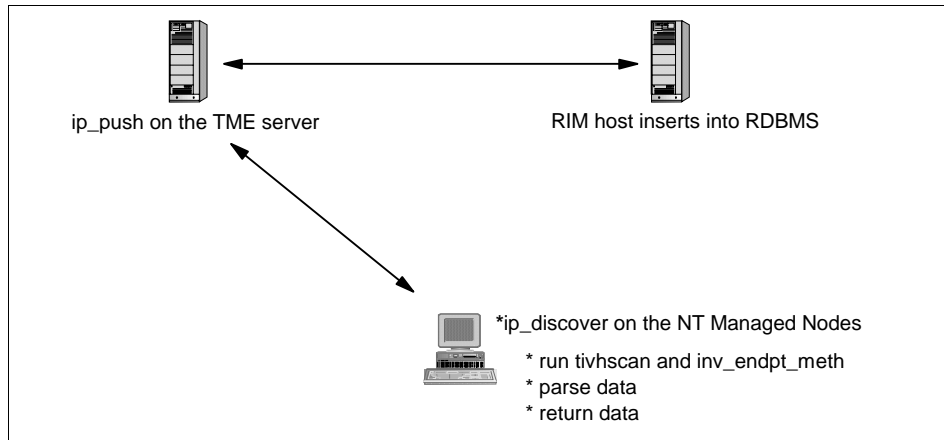 ip_push on the TME server
RIM host inserts into RDBMS
*ip_discover on the NT Managed Nodes
* run tivhscan and inv_endpt_meth
* parse data
* return data